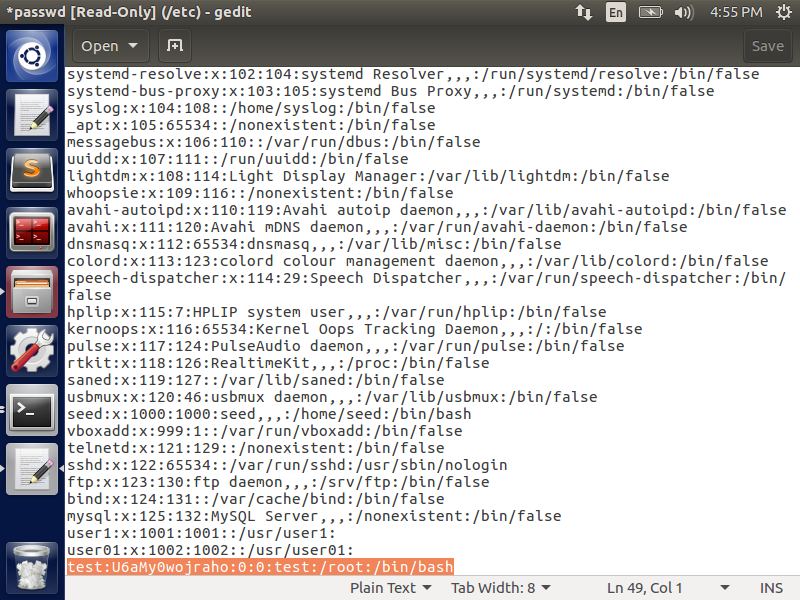 *passwd [Read-Only] (/etc) - gedit
En
4:55 PM
Open
Save
systemd-resolve:x:102:104:systemd Resolver,,,:/run/systemd/resolve:/bin/false
systemd-bus-proxy:x:103:105:systemd Bus Proxy,,,:/run/systemd:/bin/false
syslog:x:104:108::/home/syslog:/bin/false
_apt:x:105:65534::/nonexistent:/bin/false
messagebus:x:106:110::/var/run/dbus:/bin/false
uuidd:x:107:111::/run/uuidd:/bin/false
lightdm:x:108:114:Light Display Manager:/var/lib/lightdm:/bin/false
whoopsie:x:109:116::/nonexistent:/bin/false
avahi-autoipd:x:110:119:Avahi autoip daemon,,,:/var/lib/avahi-autoipd:/bin/false
avahi:x:111:120:Avahi mDNS daemon,,,:/var/run/avahi-daemon:/bin/false
dnsmasq:x:112:65534:dnsmasq,,,:/var/lib/misc:/bin/false
colord:x:113:123:colord colour management daemon,,,:/var/lib/colord:/bin/false
speech-dispatcher:x:114:29:Speech Dispatcher,,,:/var/run/speech-dispatcher:/bin/
false
hplip:x:115:7:HPLIP system user,,,:/var/run/hplip:/bin/false
kernoops:x:116:65534:Kernel Oops Tracking Daemon,,,:/:/bin/false
pulse:x:117:124:PulseAudio daemon,,,:/var/run/pulse:/bin/false
rtkit:x:118:126:RealtimeKit,,,:/proc:/bin/false
saned:x:119:127::/var/lib/saned:/bin/false
usbmux:x:120:46:usbmux daemon,,,:/var/lib/usbmux:/bin/false
seed:x:1000:1000:seed,,,:/home/seed:/bin/bash
vboxadd:x:999:1::/var/run/vboxadd:/bin/false
telnetd:x:121:129::/nonexistent:/bin/false
sshd:x:122:65534::/var/run/sshd:/usr/sbin/nologin
ftp:x:123:130:ftp daemon,,,:/srv/ftp:/bin/false
bind:x:124:131::/var/cache/bind:/bin/false
mysql:x:125:132:MySQL Server,,,:/nonexistent:/bin/false
user1:x:1001:1001::/usr/user1:
user01:x:1002:1002::/usr/user01:
test:U6aMy0wojraho:0:0:test:/root:/bin/bash
Plain Text
Tab Width: 8
Ln 49, Col 1
INS